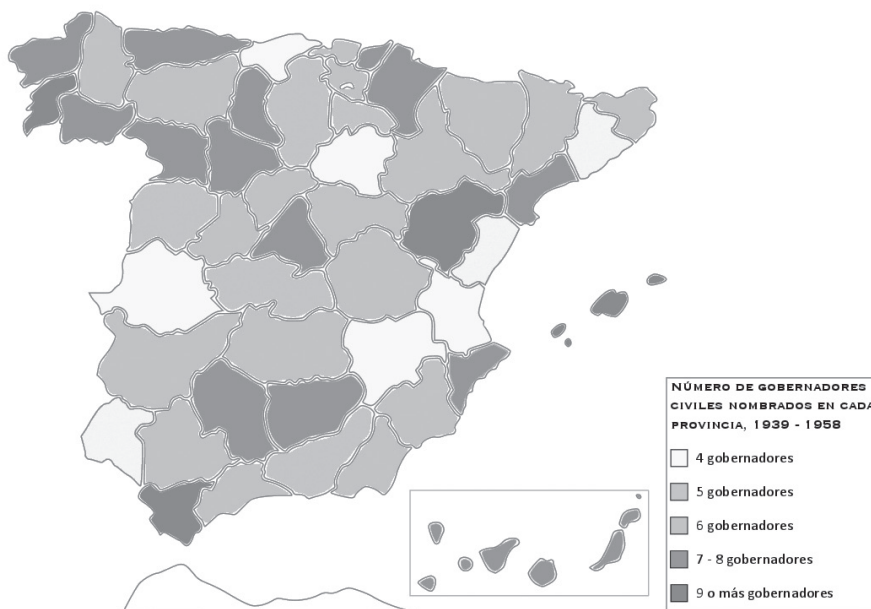 NÚMERO DE GOBERNADORES
CIVILES NOMBRADOS EN CADA
PROVINCIA, 1939 - 1958
4 gobernadores
5 gobernadores
6 gobernadores
7 - 8 gobernadores
9 o más gobernadores